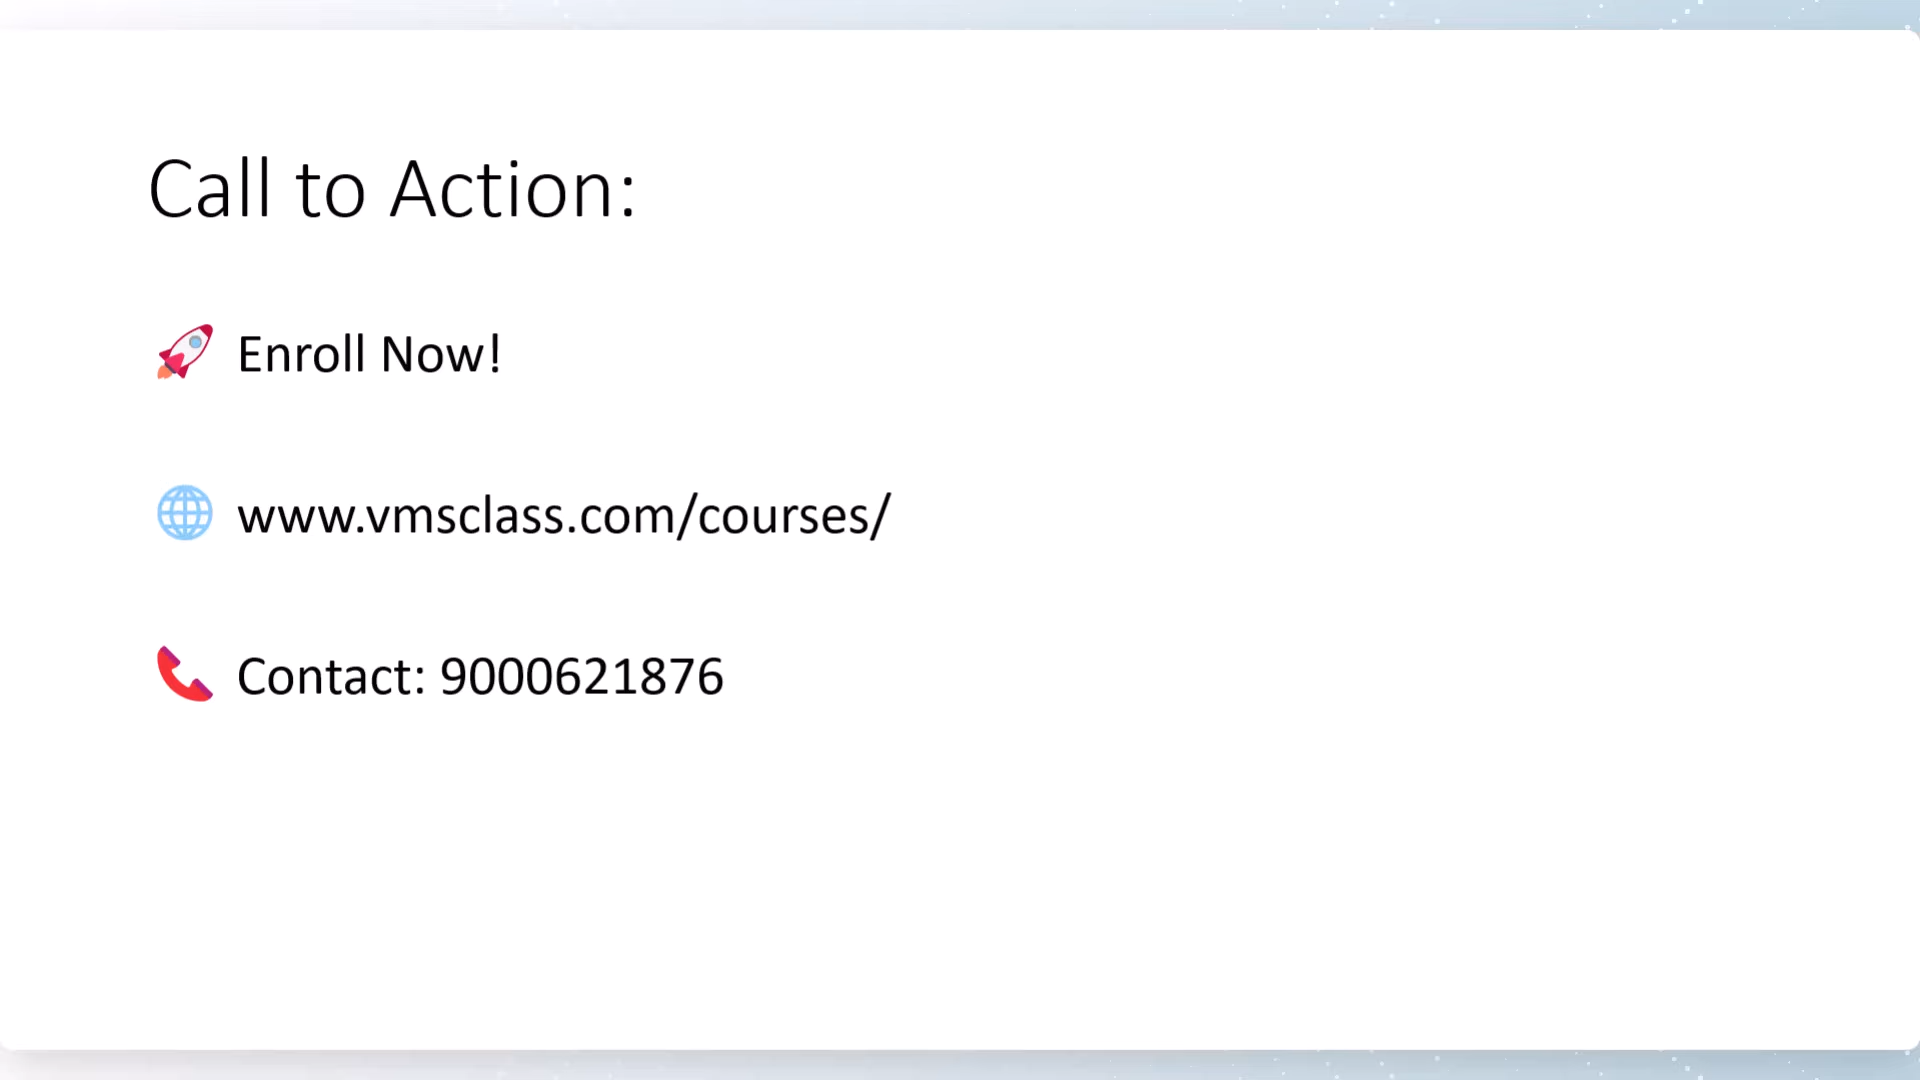 Call to Action:
🚀 Enroll Now!
🌐 www.vmsclass.com/courses/
📞 Contact: 9000621876